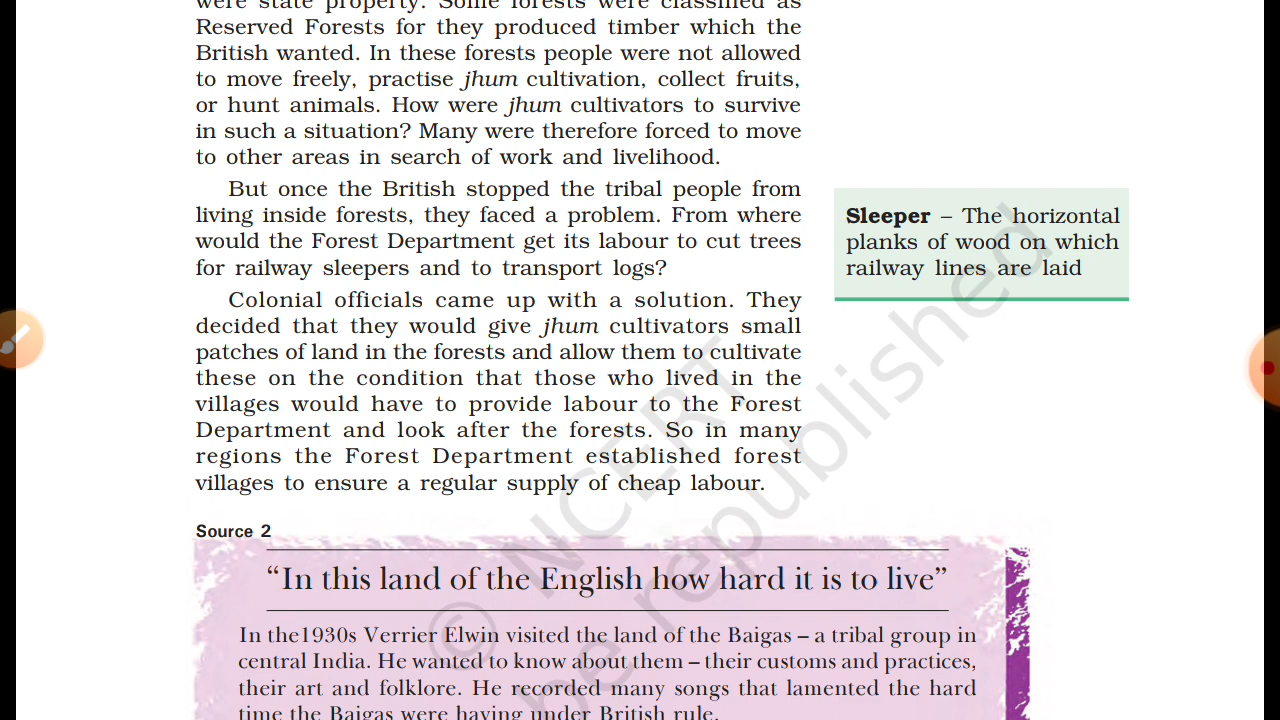 were state property. Some forests were classified as
Reserved Forests for they produced timber which the
British wanted. In these forests people were not allowed
to move freely, practise jhum cultivation, collect fruits,
or hunt animals. How were jhum cultivators to survive
in such a situation? Many were therefore forced to move
to other areas in search of work and livelihood.
But once the British stopped the tribal people from
living inside forests, they faced a problem. From where
would the Forest Department get its labour to cut trees
for railway sleepers and to transport logs?
Colonial officials came up with a solution. They
decided that they would give jhum cultivators small
patches of land in the forests and allow them to cultivate
these on the condition that those who lived in the
villages would have to provide labour to the Forest
Department and look after the forests. So in many
regions the Forest Department established forest
villages to ensure a regular supply of cheap labour.
Sleeper – The horizontal
planks of wood on which
railway lines are laid
Source 2
“In this land of the English how hard it is to live”
In the1930s Verrier Elwin visited the land of the Baigas – a tribal group in
central India. He wanted to know about them – their customs and practices,
their art and folklore. He recorded many songs that lamented the hard
time the Baigas were having under British rule.
© NCERT
be republished